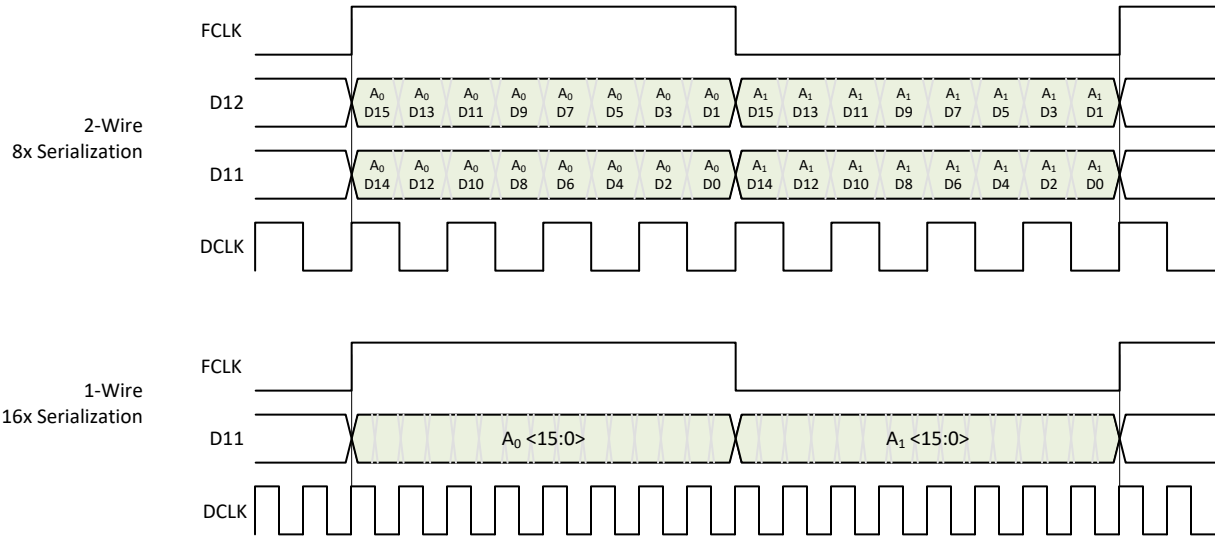 FCLK
D12
A0 A0 A0 A0 A0 A0 A0 A0 A1 A1 A1 A1 A1 A1 A1 A1
D15 D13 D11 D9 D7 D5 D3 D1 D15 D13 D11 D9 D7 D5 D3 D1
2-Wire
8x Serialization
D11
A0 A0 A0 A0 A0 A0 A0 A0 A1 A1 A1 A1 A1 A1 A1 A1
D14 D12 D10 D8 D6 D4 D2 D0 D14 D12 D10 D8 D6 D4 D2 D0
DCLK
FCLK
1-Wire
16x Serialization
D11
A0 <15:0> A1 <15:0>
DCLK